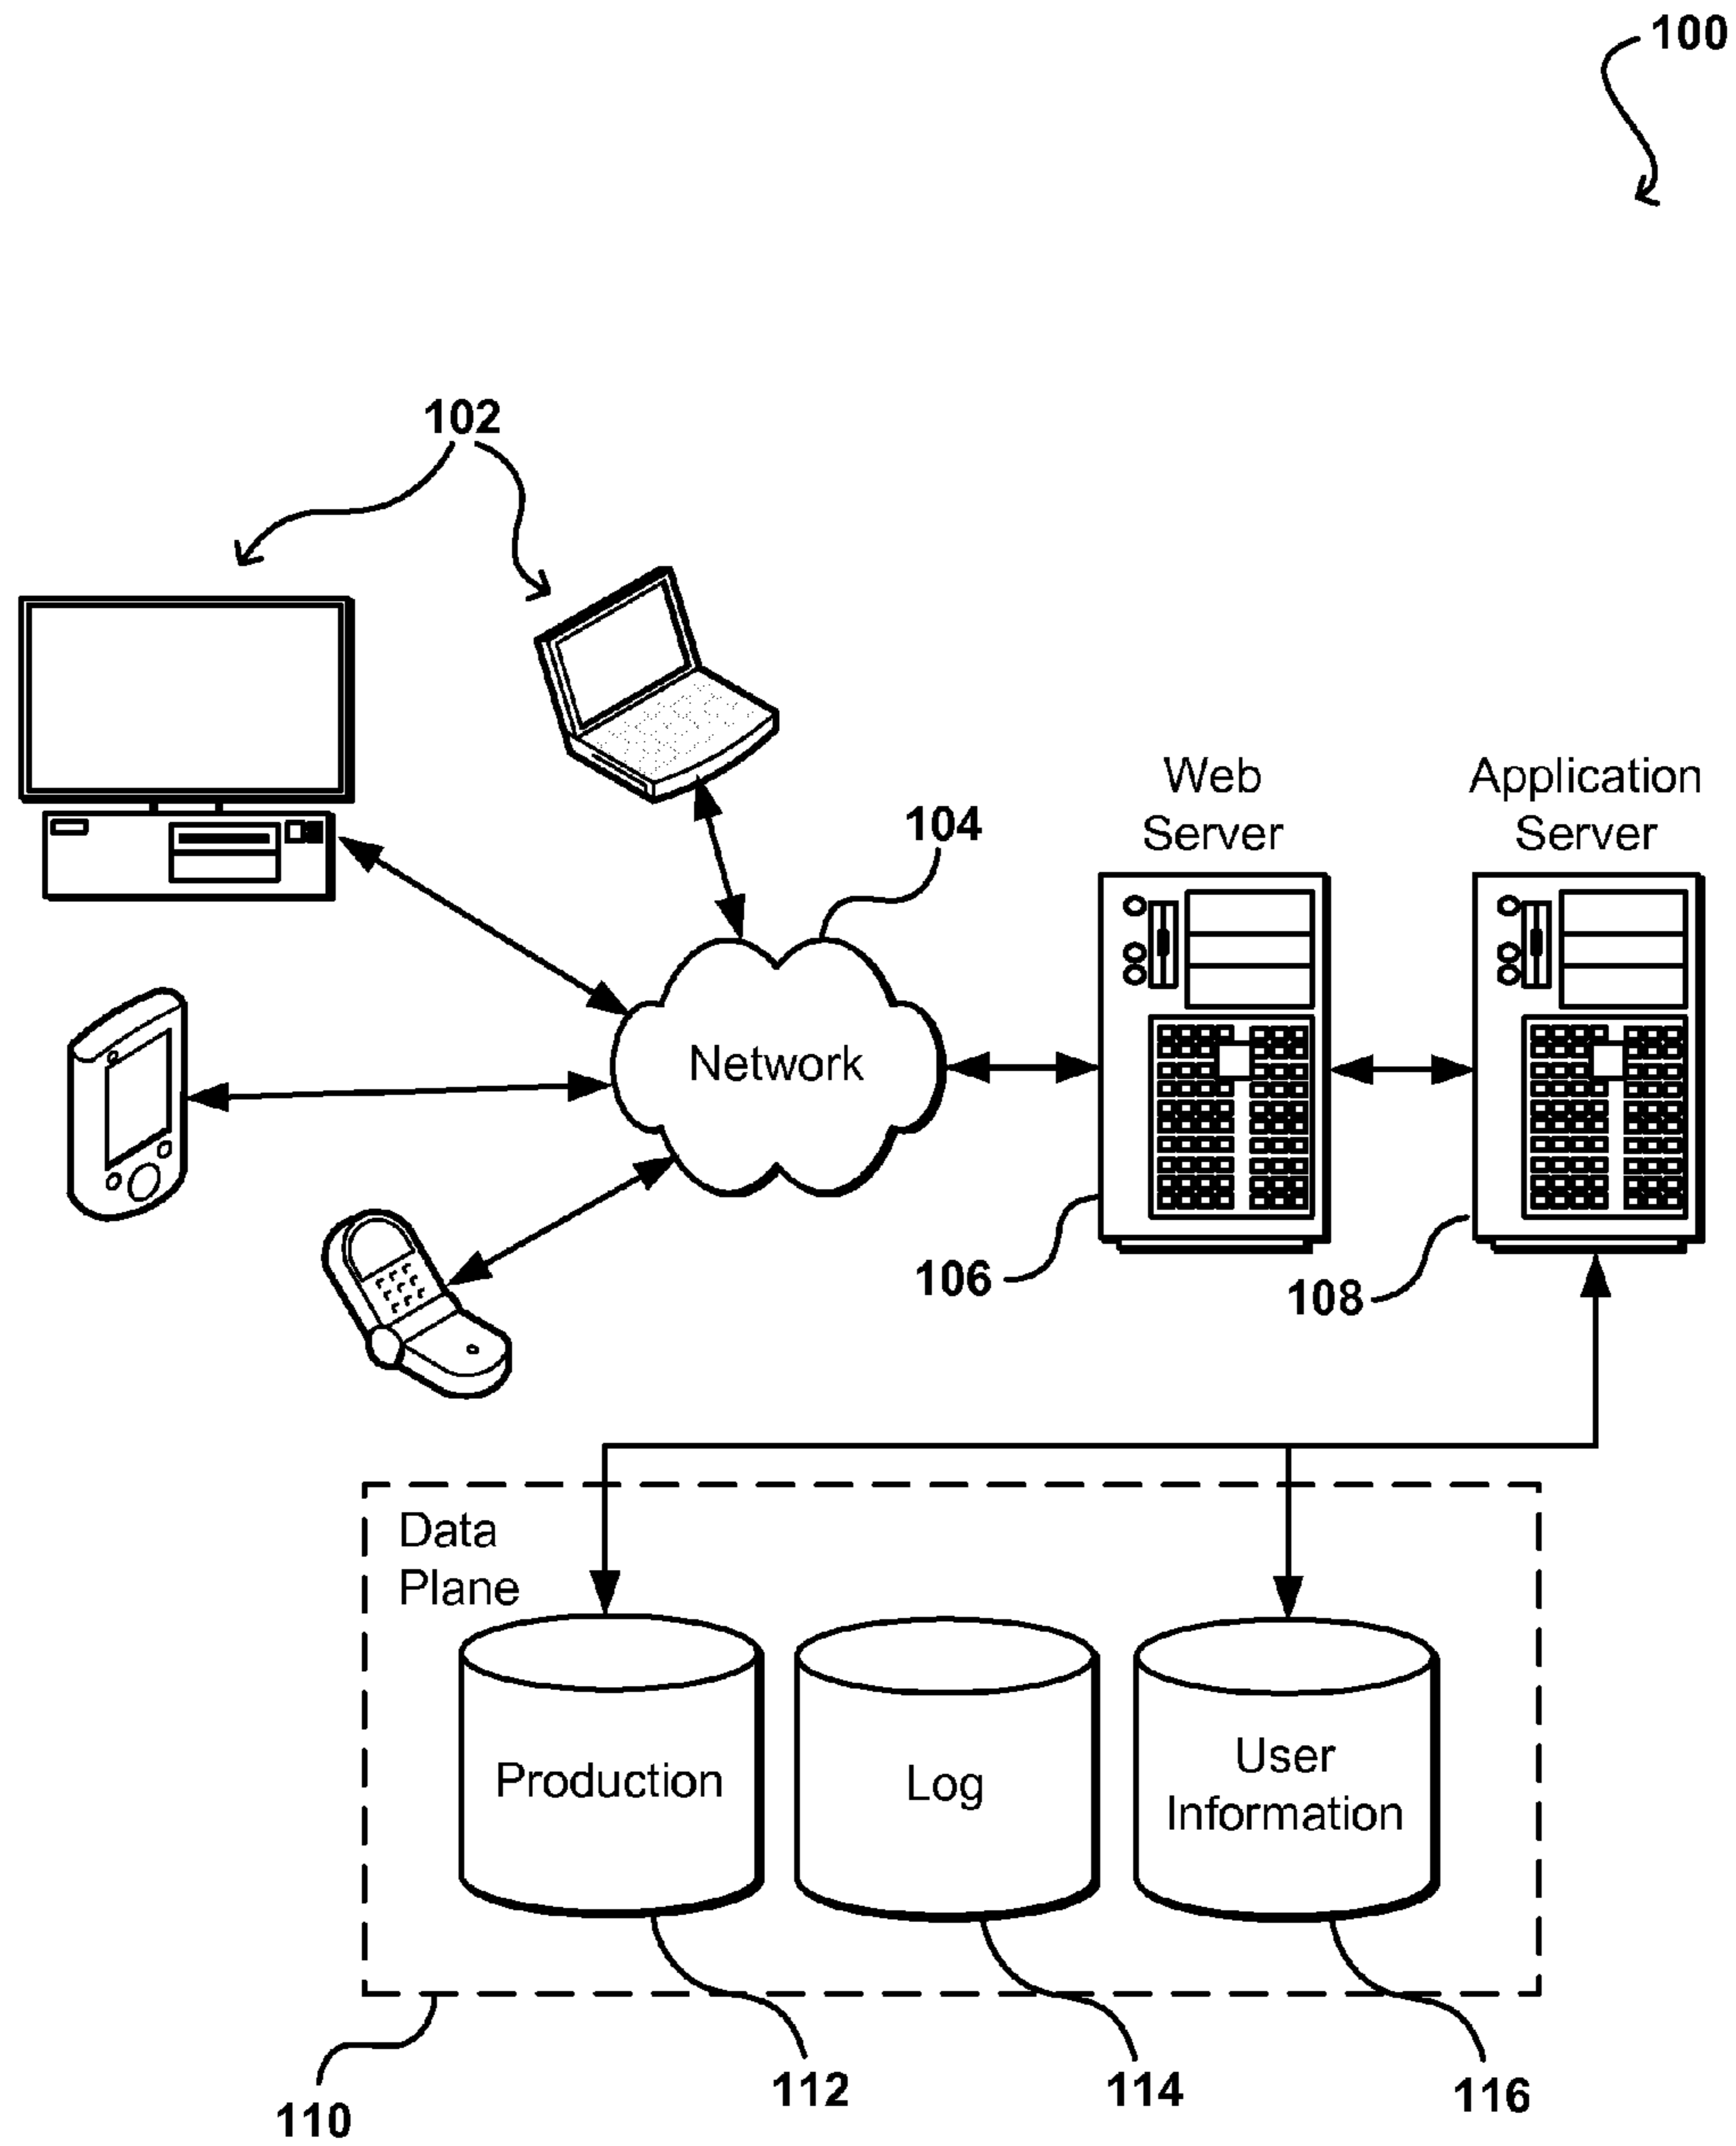 100
102
Web
Server
Application
Server
104
Network
106
108
Data
Plane
Production
Log
User
Information
110
112
114
116